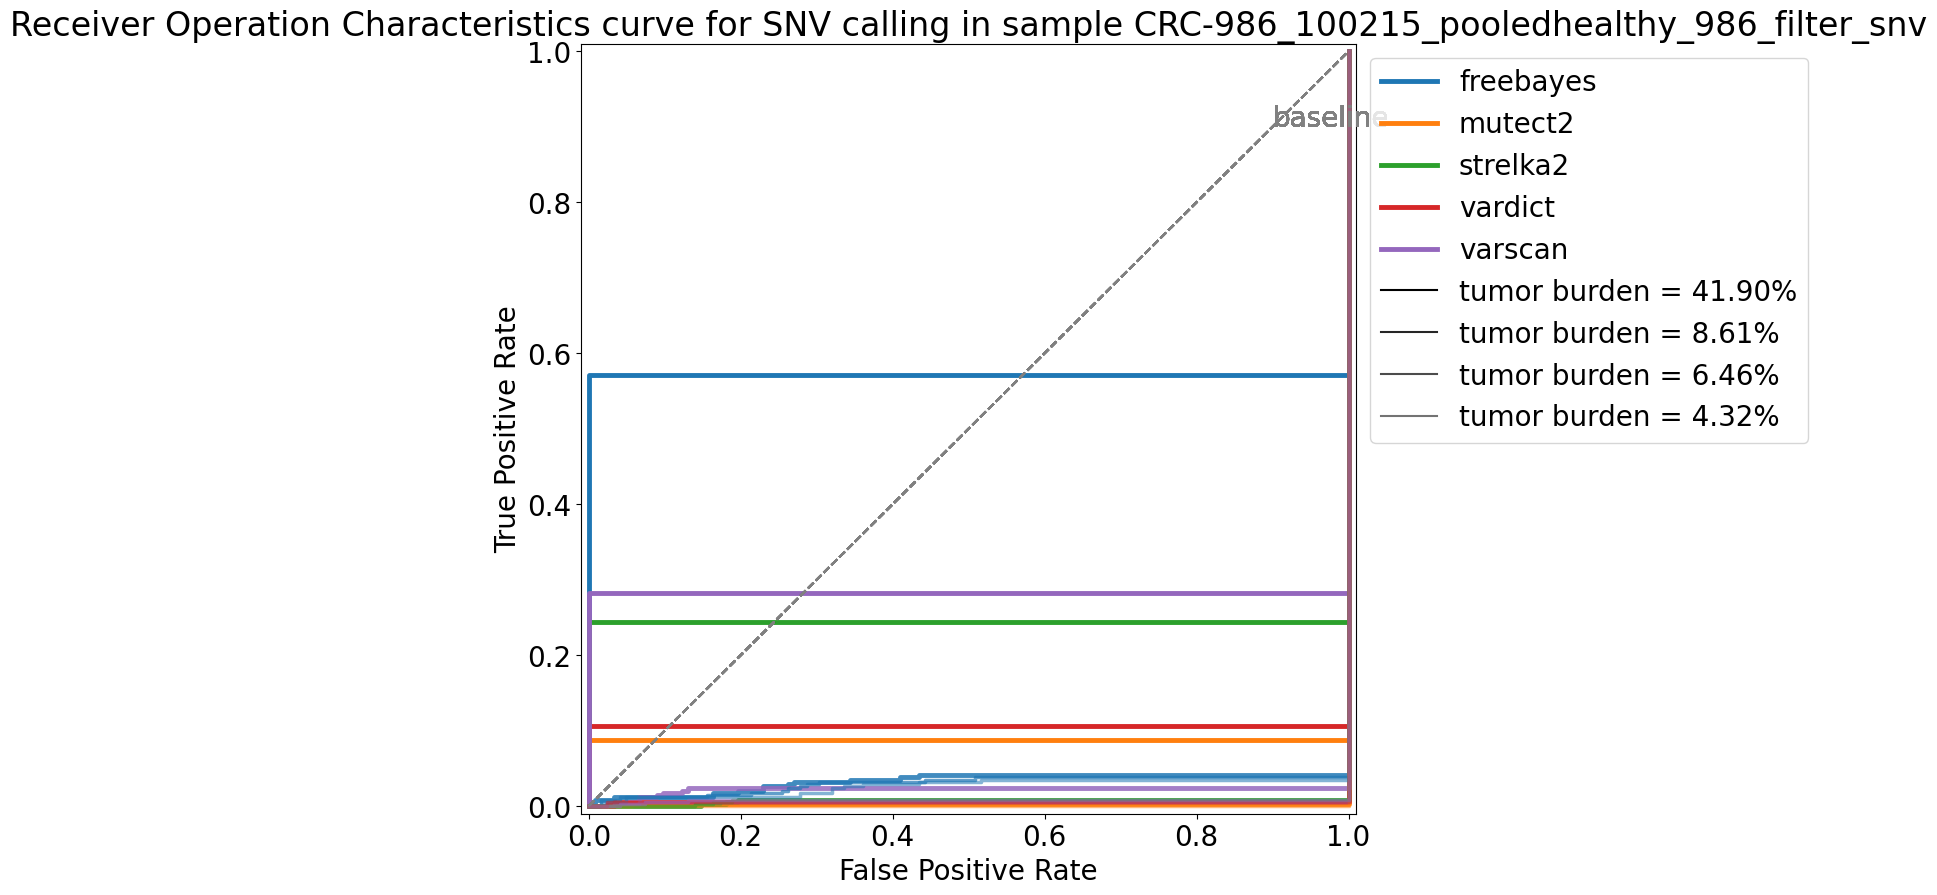 Receiver Operation Characteristics curve for SNV calling in sample CRC-986_100215_pooledhealthy_986_filter_snv
1.0
0.8
0.6
0.4
0.2
0.0
True Positive Rate
baseline
0.0 0.2 0.4 0.6 0.8 1.0
False Positive Rate
freebayes
mutect2
strelka2
vardict
varscan
tumor burden = 41.90%
tumor burden = 8.61%
tumor burden = 6.46%
tumor burden = 4.32%